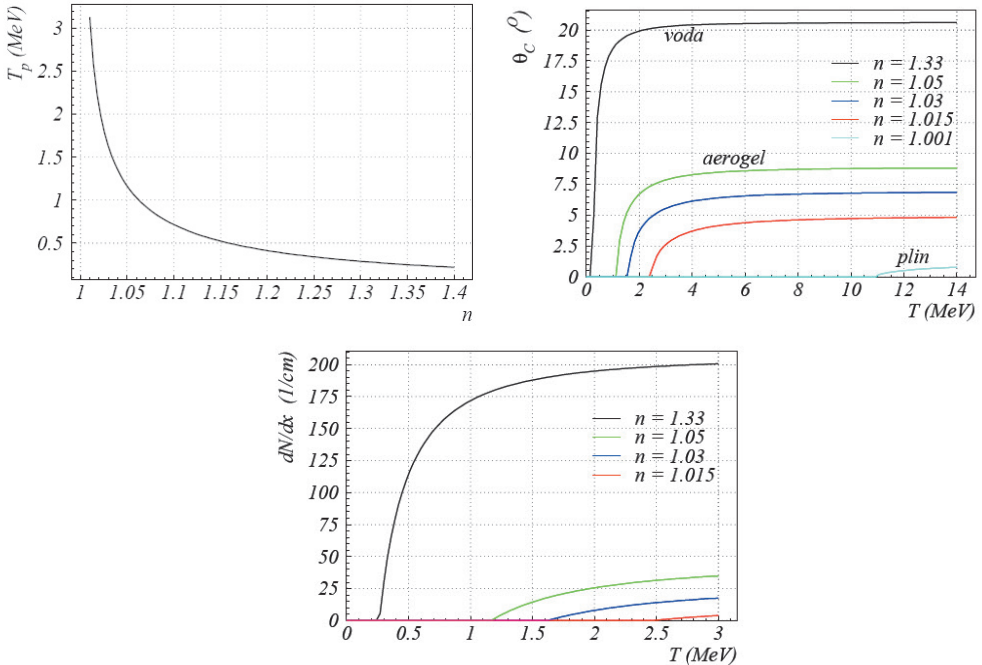 T_p (MeV)
3
2.5
2
1.5
1
0.5
1 1.05 1.1 1.15 1.2 1.25 1.3 1.35 1.4
n
θ_C (⁰)
20
17.5
15
12.5
10
7.5
5
2.5
0
voda
n = 1.33
n = 1.05
n = 1.03
n = 1.015
n = 1.001
aerogel
plin
0 2 4 6 8 10 12 14
T (MeV)
dN/dx (1/cm)
200
175
150
125
100
75
50
25
0
n = 1.33
n = 1.05
n = 1.03
n = 1.015
0 0.5 1 1.5 2 2.5 3
T (MeV)